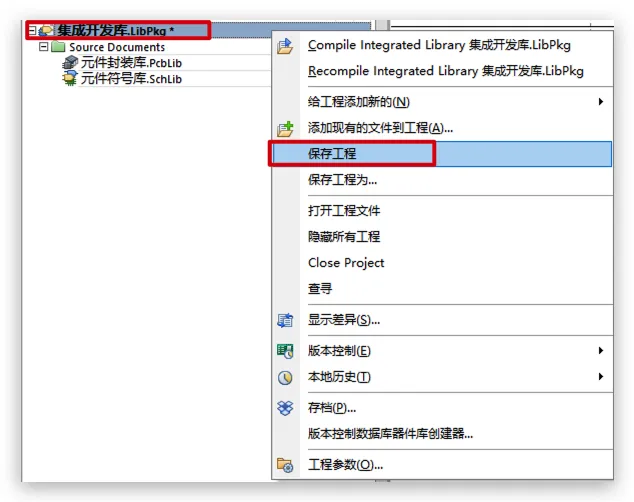 集成开发库.LibPkg *
Source Documents
元件封装库.PcbLib
元件符号库.SchLib
Compile Integrated Library 集成开发库.LibPkg
Recompile Integrated Library 集成开发库.LibPkg
给工程添加新的(N)
添加现有的文件到工程(A)...
保存工程
保存工程为...
打开工程文件
隐藏所有工程
Close Project
查寻
显示差异(S)...
版本控制(E)
本地历史(T)
存档(P)...
版本控制数据库器件库创建器...
工程参数(O)...